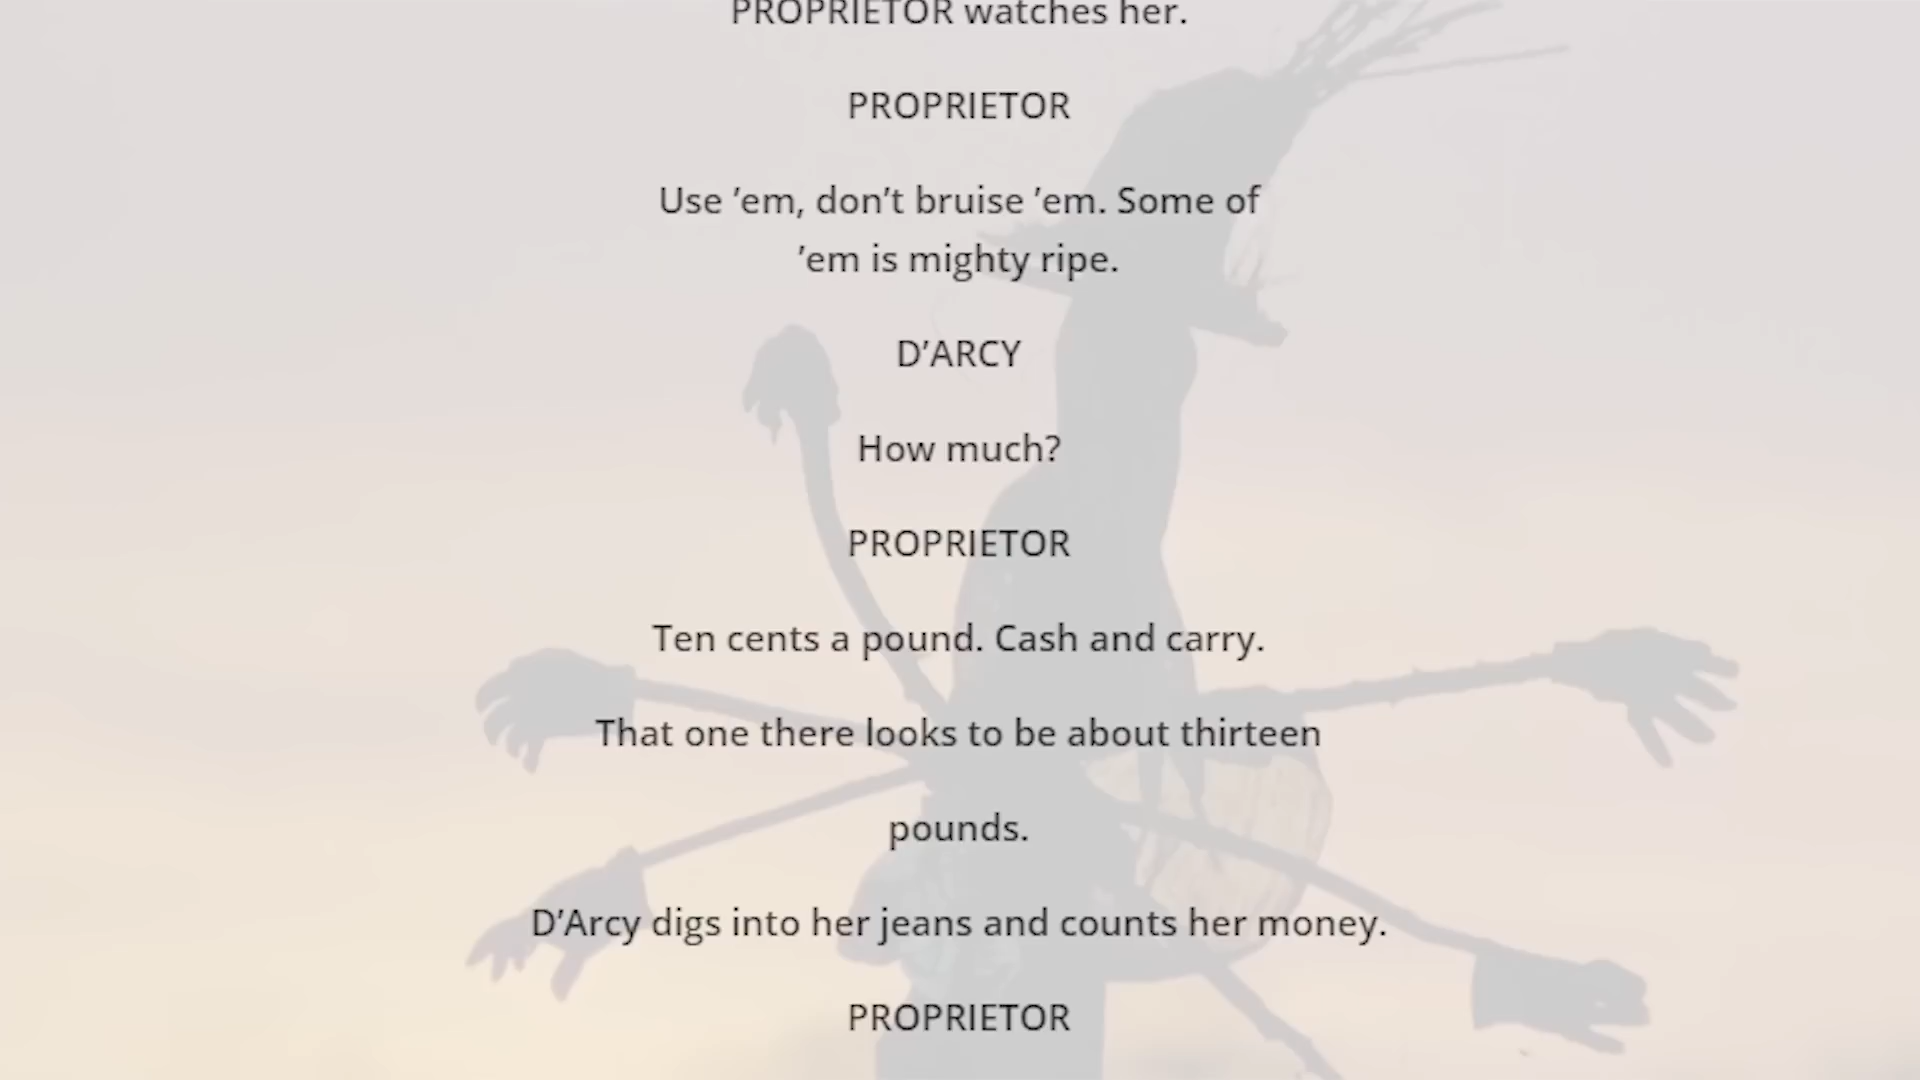 PROPRIETOR watches her.
PROPRIETOR
Use ’em, don’t bruise ’em. Some of
’em is mighty ripe.
D’ARCY
How much?
PROPRIETOR
Ten cents a pound. Cash and carry.
That one there looks to be about thirteen
pounds.
D’Arcy digs into her jeans and counts her money.
PROPRIETOR